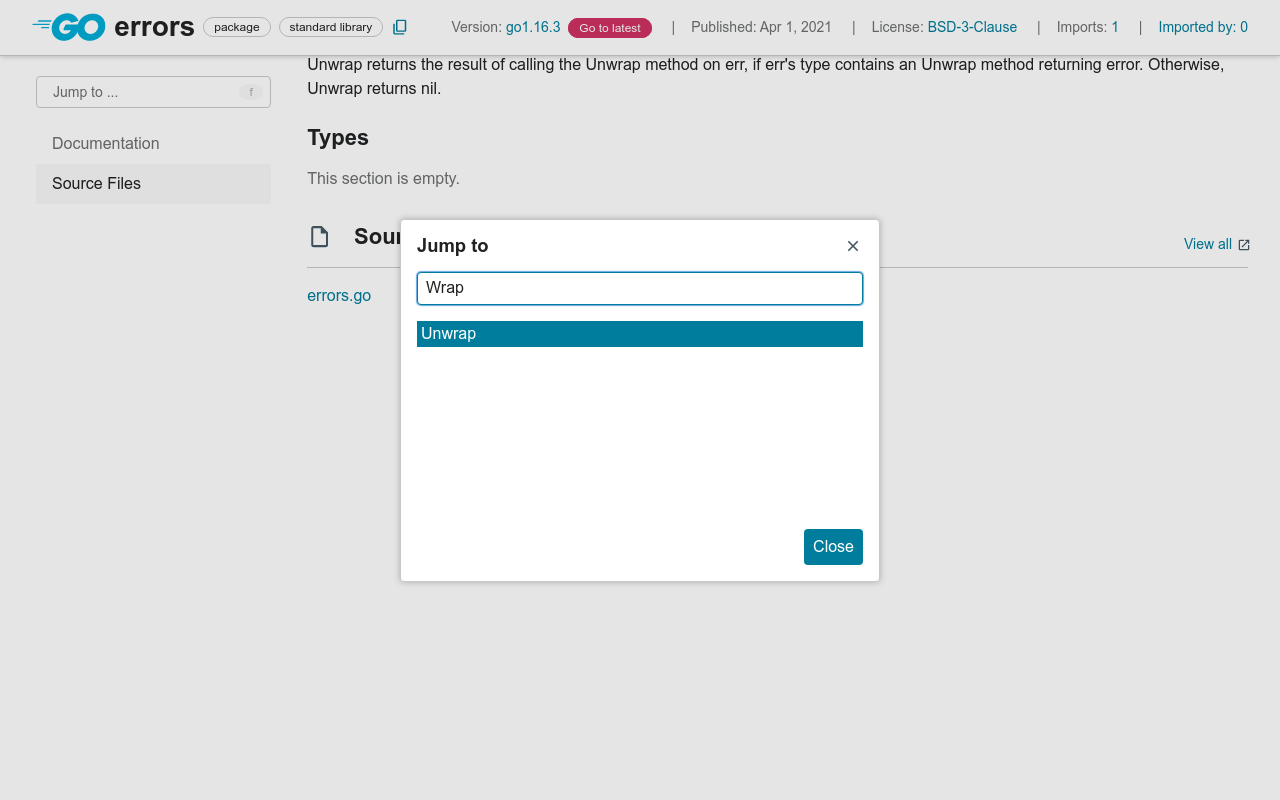 GO errors package standard library Version: go1.16.3 Go to latest | Published: Apr 1, 2021 | License: BSD-3-Clause | Imports: 1 | Imported by: 0
Jump to ... f
Documentation
Source Files
Unwrap returns the result of calling the Unwrap method on err, if err's type contains an Unwrap method returning error. Otherwise,
Unwrap returns nil.
Types
This section is empty.
Sour
View all
errors.go
Jump to
Wrap
Unwrap
Close